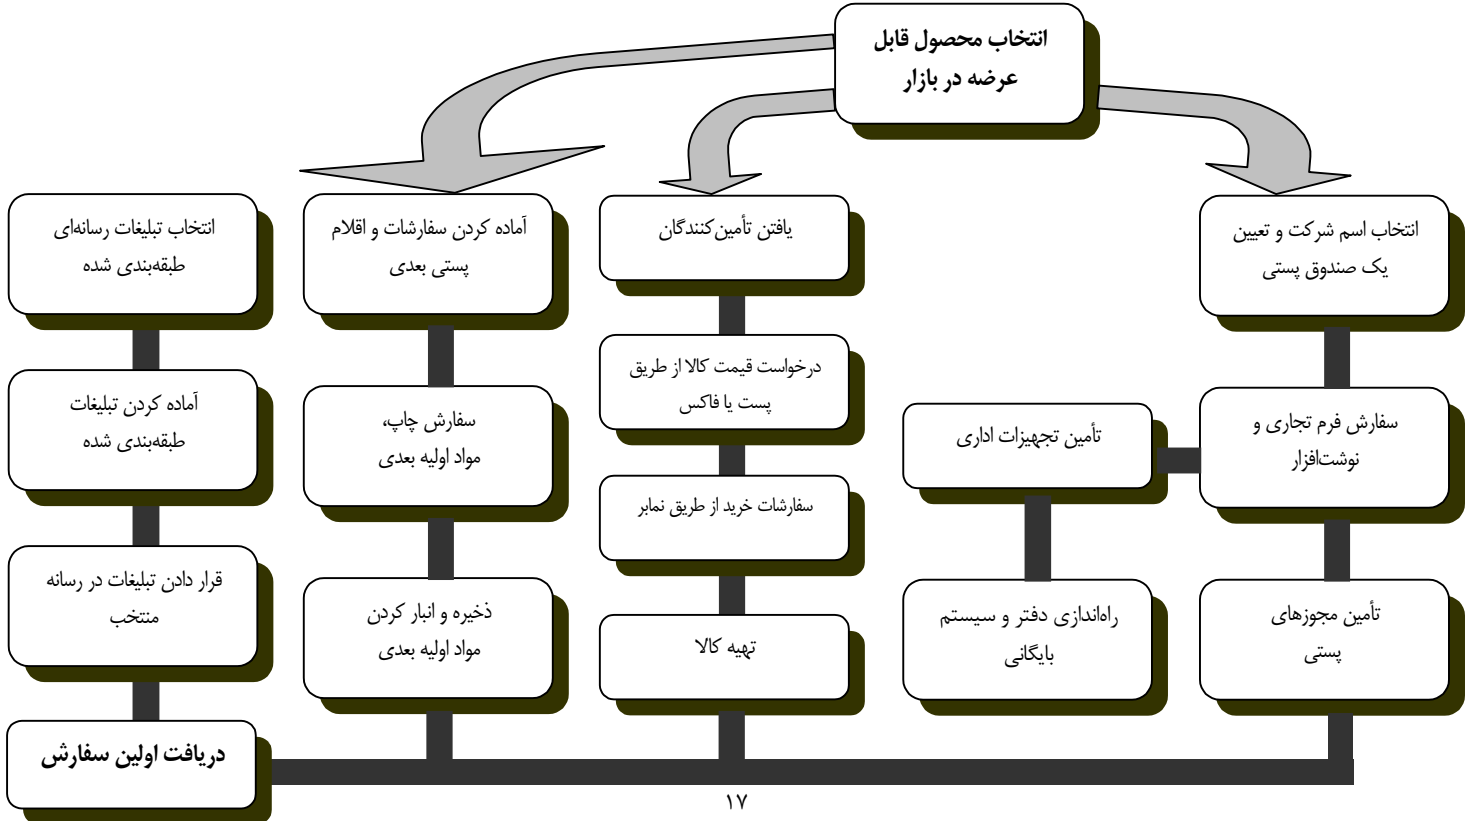 انتخاب محصول قابل
عرضه در بازار
انتخاب اسم شرکت و تعیین
یک صندوق پستی
سفارش فرم تجاری و
نوشت‌افزار
تأمین مجوزهای
پستی
تأمین تجهیزات اداری
راه‌اندازی دفتر و سیستم
بایگانی
یافتن تأمین‌کنندگان
درخواست قیمت کالا از طریق
پست یا فاکس
سفارشات خرید از طریق نمابر
تهیه کالا
آماده کردن سفارشات و اقلام
پستی بعدی
سفارش چاپ،
مواد اولیه بعدی
ذخیره و انبار کردن
مواد اولیه بعدی
انتخاب تبلیغات رسانه‌ای
طبقه‌بندی شده
آماده کردن تبلیغات
طبقه‌بندی شده
قرار دادن تبلیغات در رسانه
منتخب
دریافت اولین سفارش
۱۷